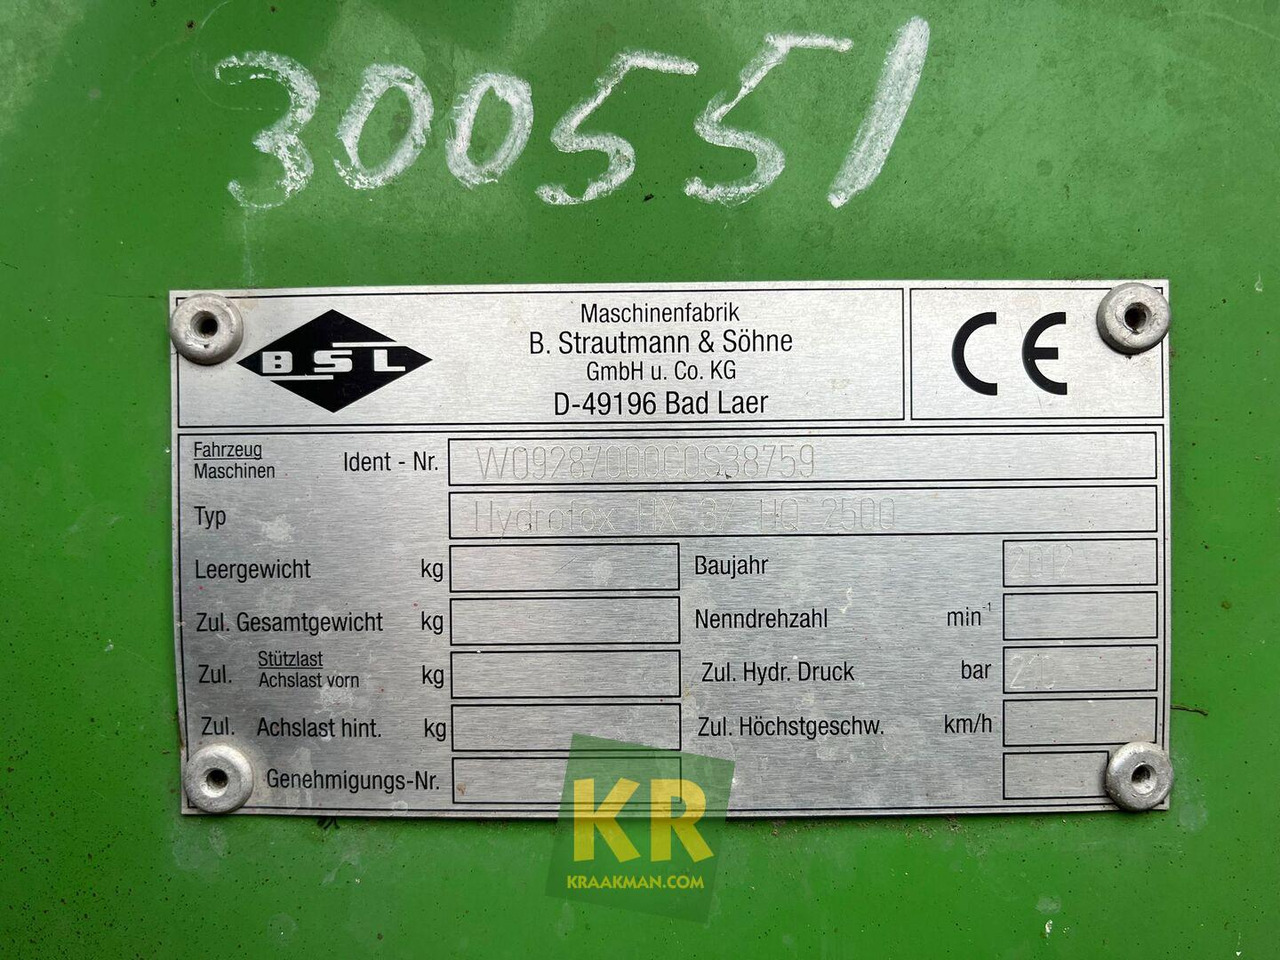 300551
BSL
Maschinenfabrik
B. Strautmann & Söhne
GmbH u. Co. KG
D-49196 Bad Laer
CE
Fahrzeug
Maschinen
Ident - Nr.
Typ
Hydrofox HX 3/ HQ 2500
Leergewicht kg
Baujahr 2012
Zul. Gesamtgewicht kg
Nenndrehzahl min-1
Zul. Stützlast
Achslast vorn kg
Zul. Hydr. Druck bar 210
Zul. Achslast hint. kg
Zul. Höchstgeschw. km/h
Genehmigungs-Nr.
KR
KRAAKMAN.COM